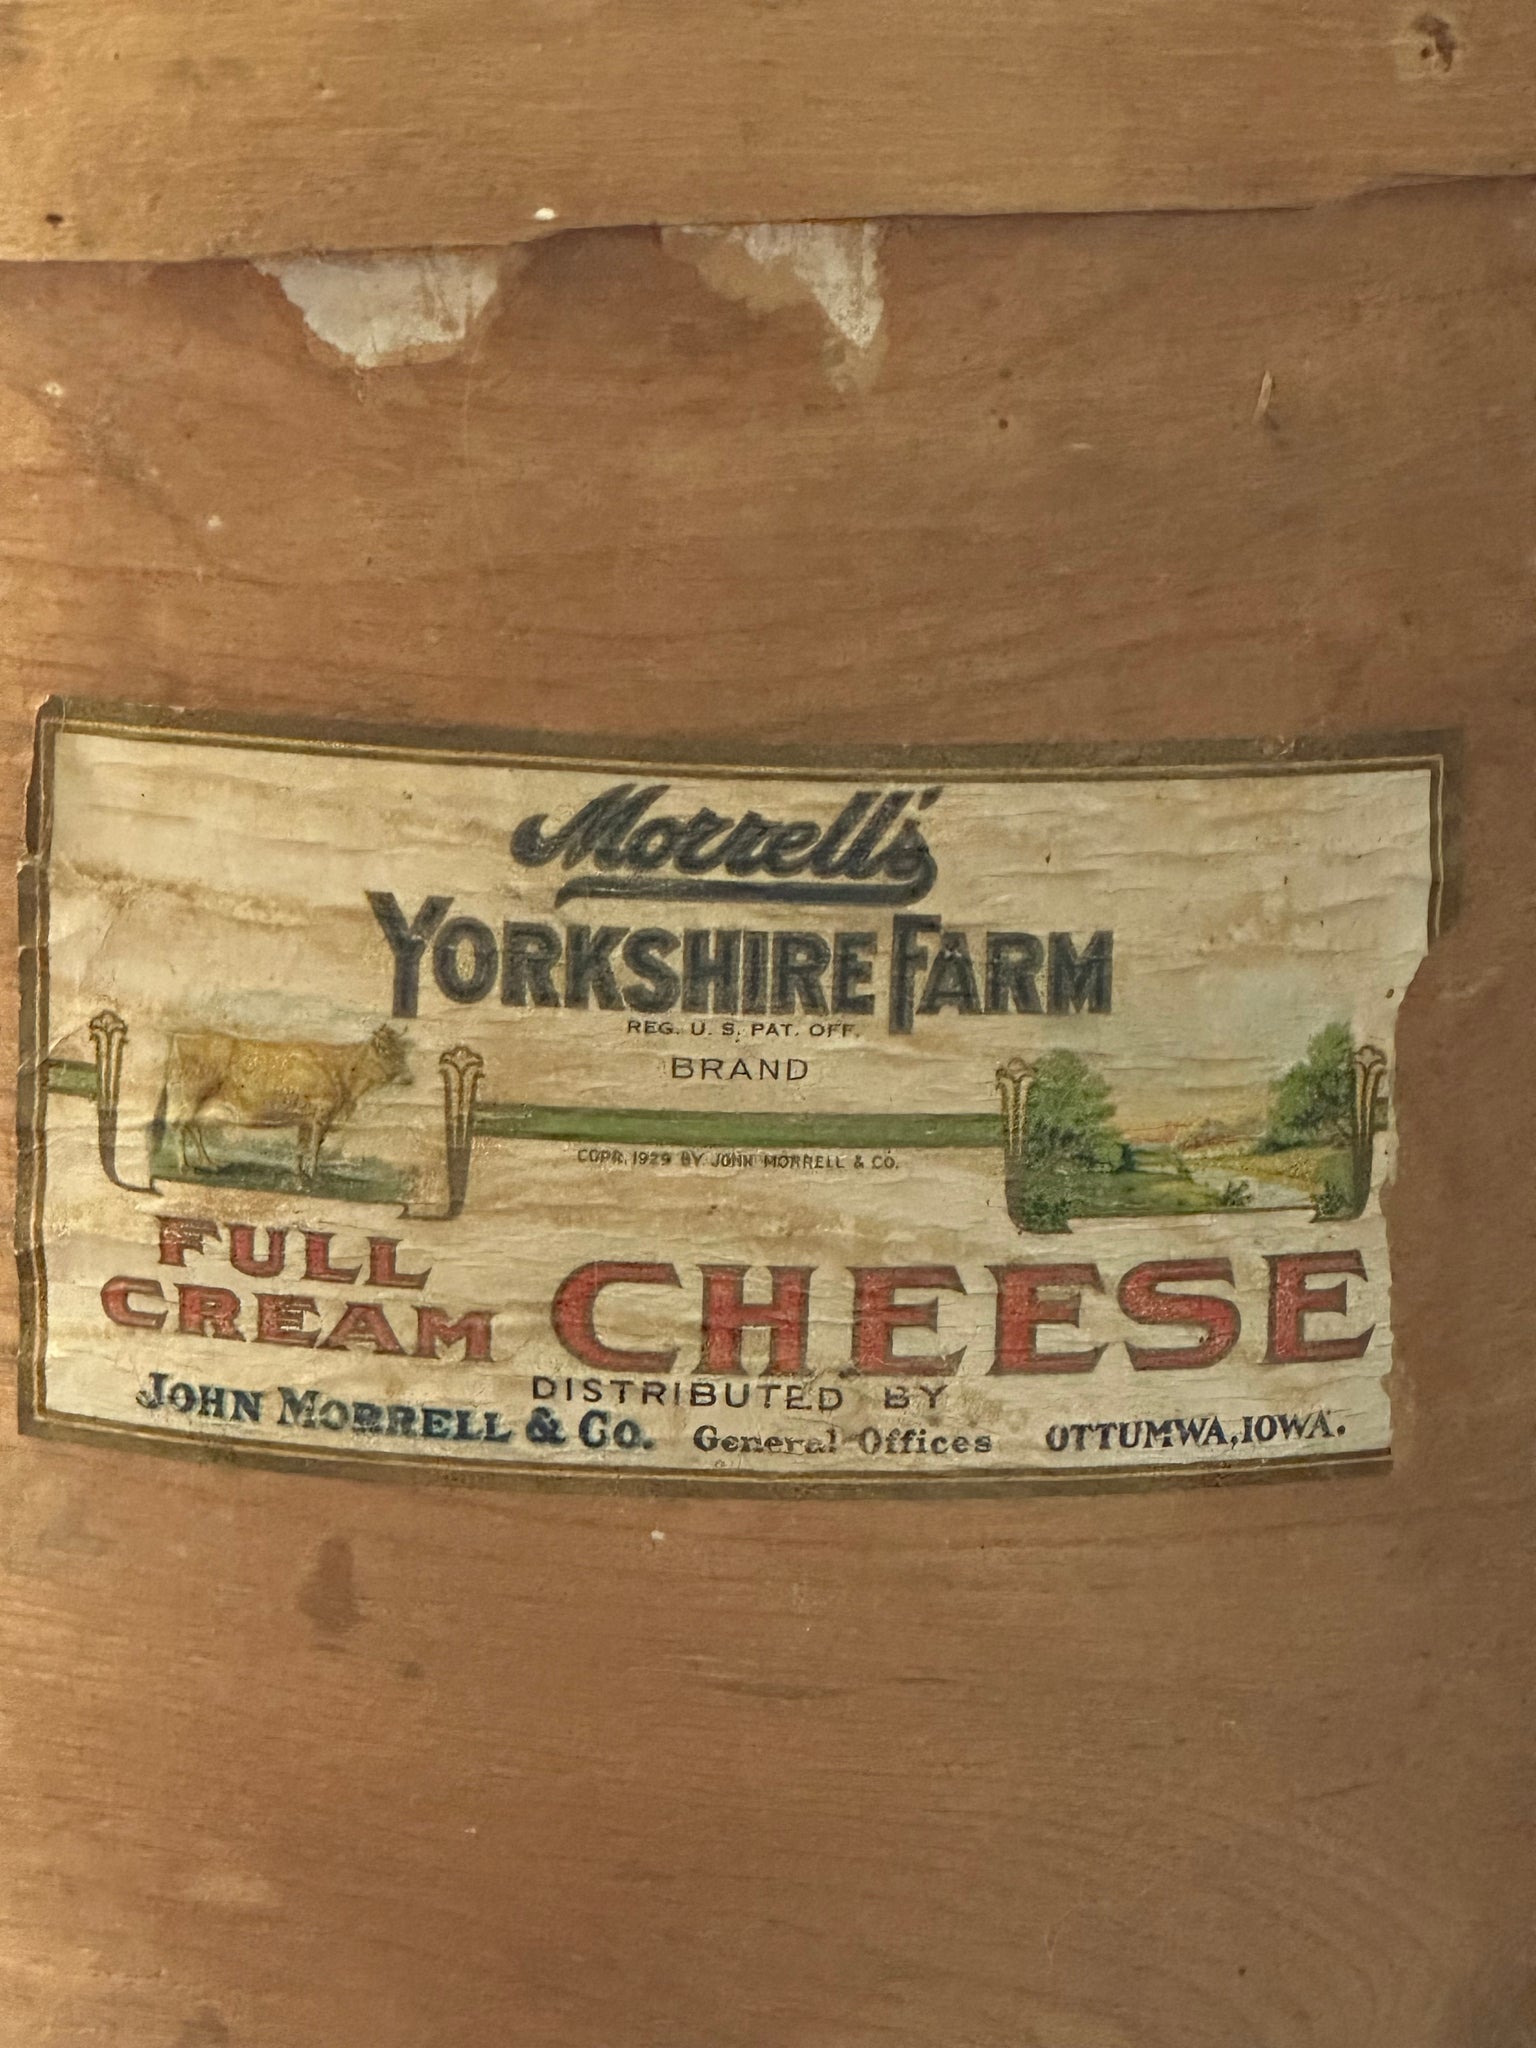 Morrell's
YORKSHIRE FARM
REG. U. S. PAT. OFF.
BRAND
COPR. 1929 BY JOHN MORRELL & CO.
FULL
CREAM
CHEESE
DISTRIBUTED BY
JOHN MORRELL & CO. General Offices OTTUMWA, IOWA.